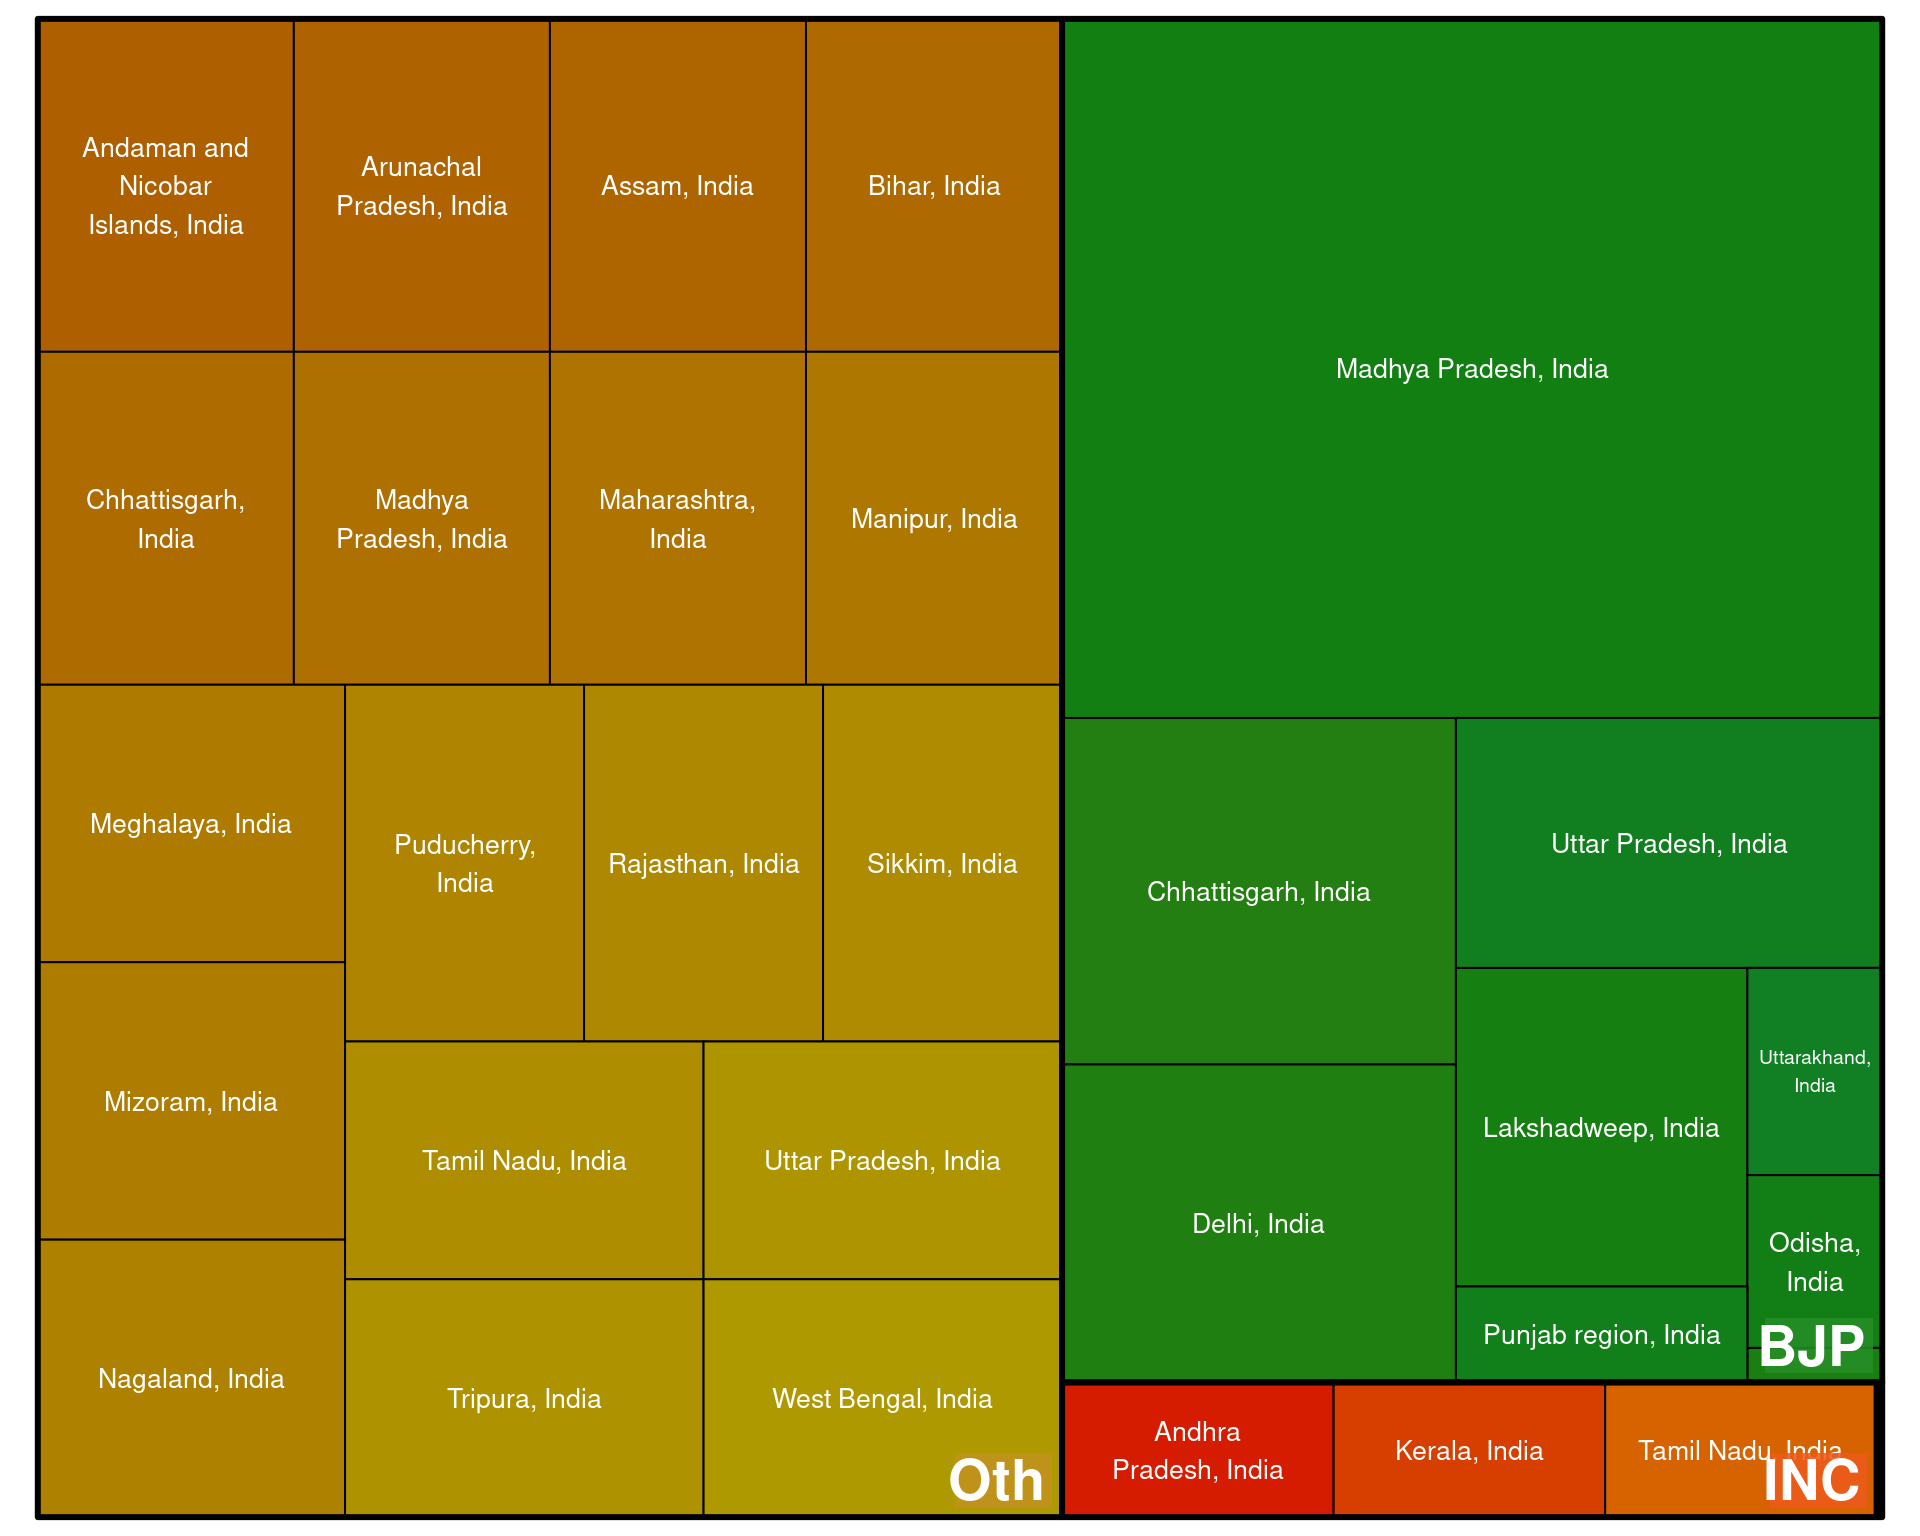 Andaman and
Nicobar
Islands, India
Arunachal
Pradesh, India
Assam, India
Bihar, India
Chhattisgarh,
India
Madhya
Pradesh, India
Maharashtra,
India
Manipur, India
Meghalaya, India
Mizoram, India
Nagaland, India
Puducherry,
India
Rajasthan, India
Sikkim, India
Tamil Nadu, India
Uttar Pradesh, India
Tripura, India
West Bengal, India
Oth
Madhya Pradesh, India
Chhattisgarh, India
Uttar Pradesh, India
Delhi, India
Lakshadweep, India
Uttarakhand,
India
Odisha,
India
Punjab region, India
BJP
Andhra
Pradesh, India
Kerala, India
Tamil Nadu, India
INC